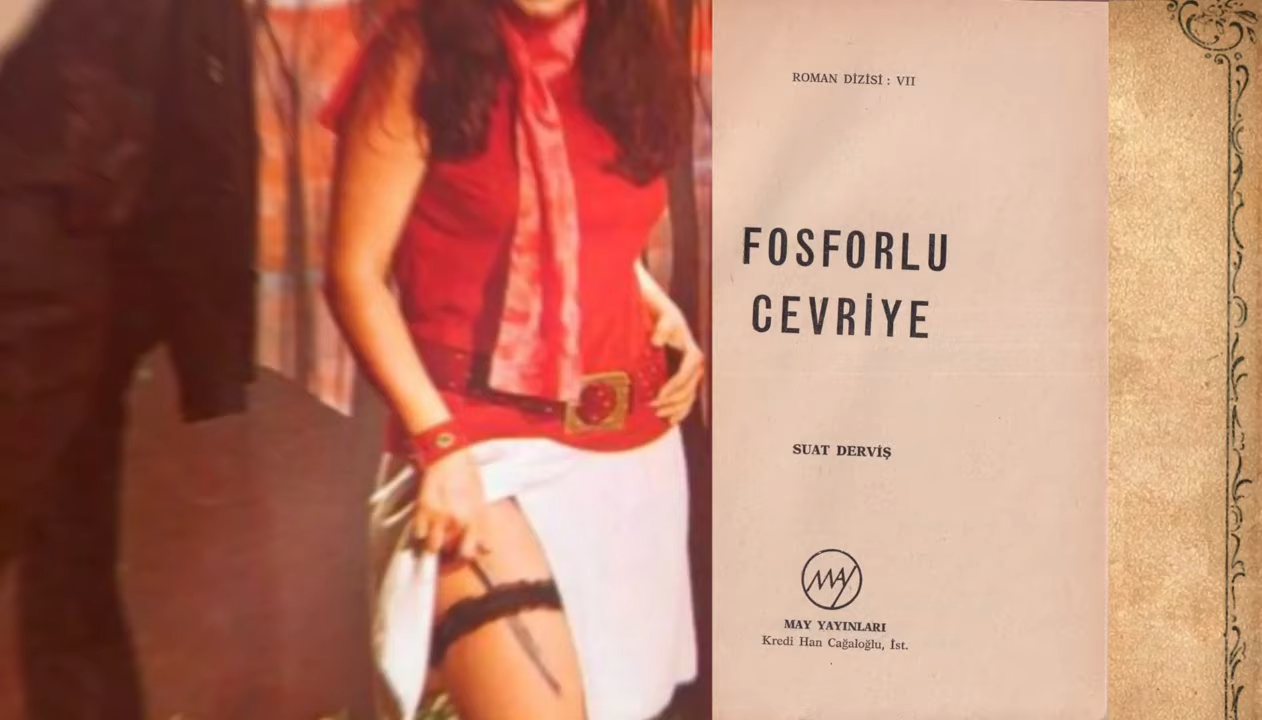 ROMAN DİZİSİ : VII
FOSFORLU
CEVRİYE
SUAT DERVİŞ
MAY
MAY YAYINLARI
Kredi Han Cağaloğlu, İst.